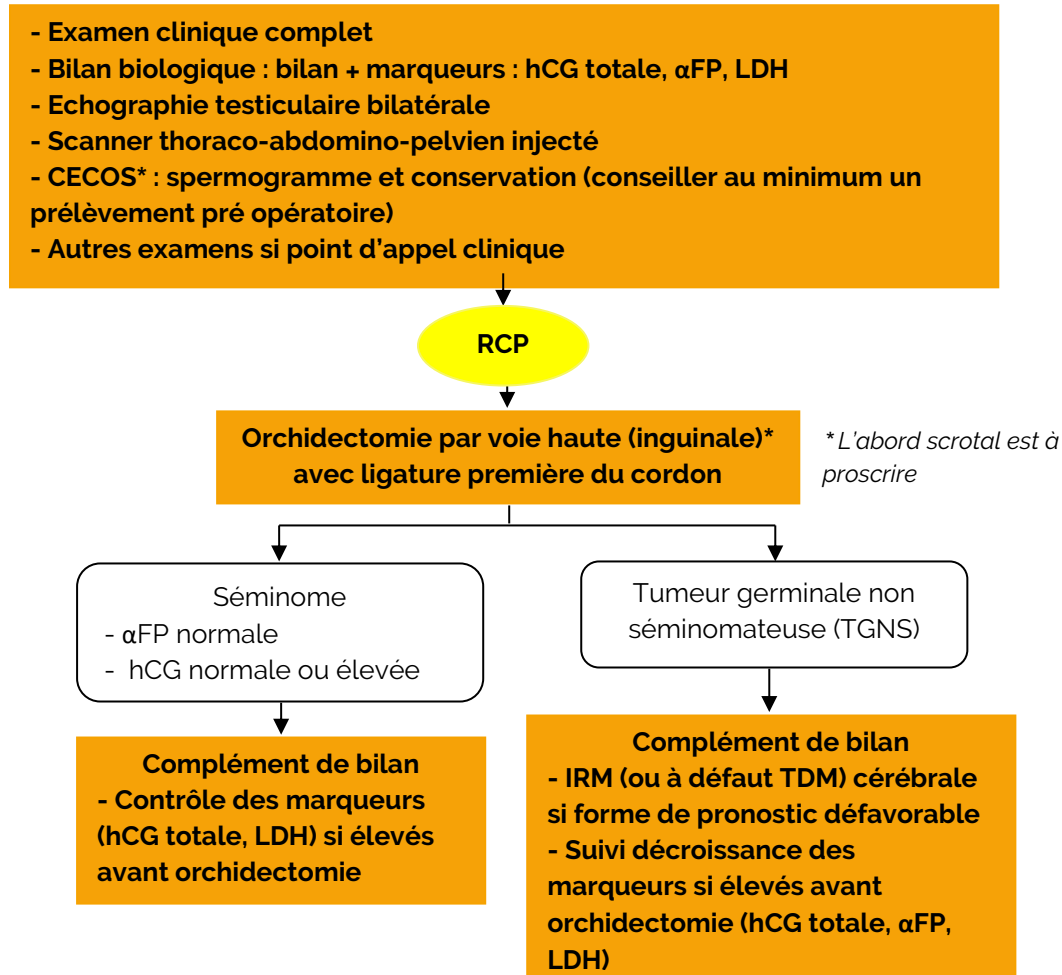 - Examen clinique complet
- Bilan biologique : bilan + marqueurs : hCG totale, αFP, LDH
- Echographie testiculaire bilatérale
- Scanner thoraco-abdomino-pelvien injecté
- CECOS* : spermogramme et conservation (conseiller au minimum un
prélèvement pré opératoire)
- Autres examens si point d'appel clinique
RCP
Orchidectomie par voie haute (inguinale)*
avec ligature première du cordon
*L'abord scrotal est à
proscrire
Séminome
- αFP normale
- hCG normale ou élevée
Tumeur germinale non
séminomateuse (TGNS)
Complément de bilan
- Contrôle des marqueurs
(hCG totale, LDH) si élevés
avant orchidectomie
Complément de bilan
- IRM (ou à défaut TDM) cérébrale
si forme de pronostic défavorable
- Suivi décroissance des
marqueurs si élevés avant
orchidectomie (hCG totale, αFP,
LDH)